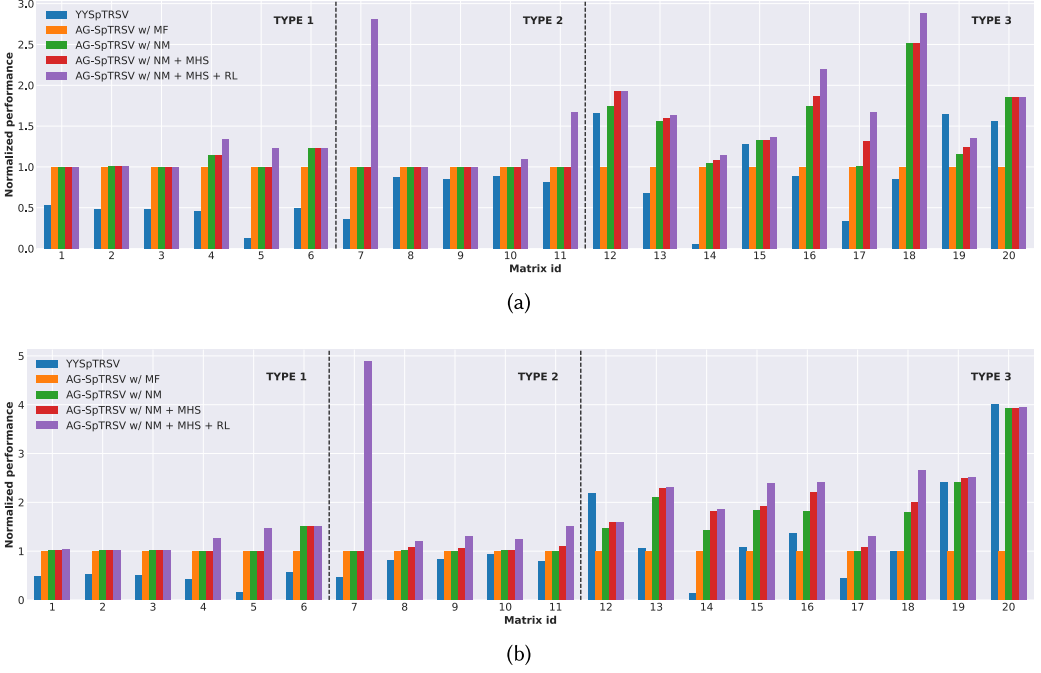 3.0
2.5
2.0
1.5
1.0
0.5
0.0
Normalized performance
YYSpTRSV
AG-SpTRSV w/ MF
AG-SpTRSV w/ NM
AG-SpTRSV w/ NM + MHS
AG-SpTRSV w/ NM + MHS + RL
TYPE 1
TYPE 2
TYPE 3
1 2 3 4 5 6 7 8 9 10 11 12 13 14 15 16 17 18 19 20
Matrix id
(a)
5
4
3
2
1
0
Normalized performance
YYSpTRSV
AG-SpTRSV w/ MF
AG-SpTRSV w/ NM
AG-SpTRSV w/ NM + MHS
AG-SpTRSV w/ NM + MHS + RL
TYPE 1
TYPE 2
TYPE 3
1 2 3 4 5 6 7 8 9 10 11 12 13 14 15 16 17 18 19 20
Matrix id
(b)